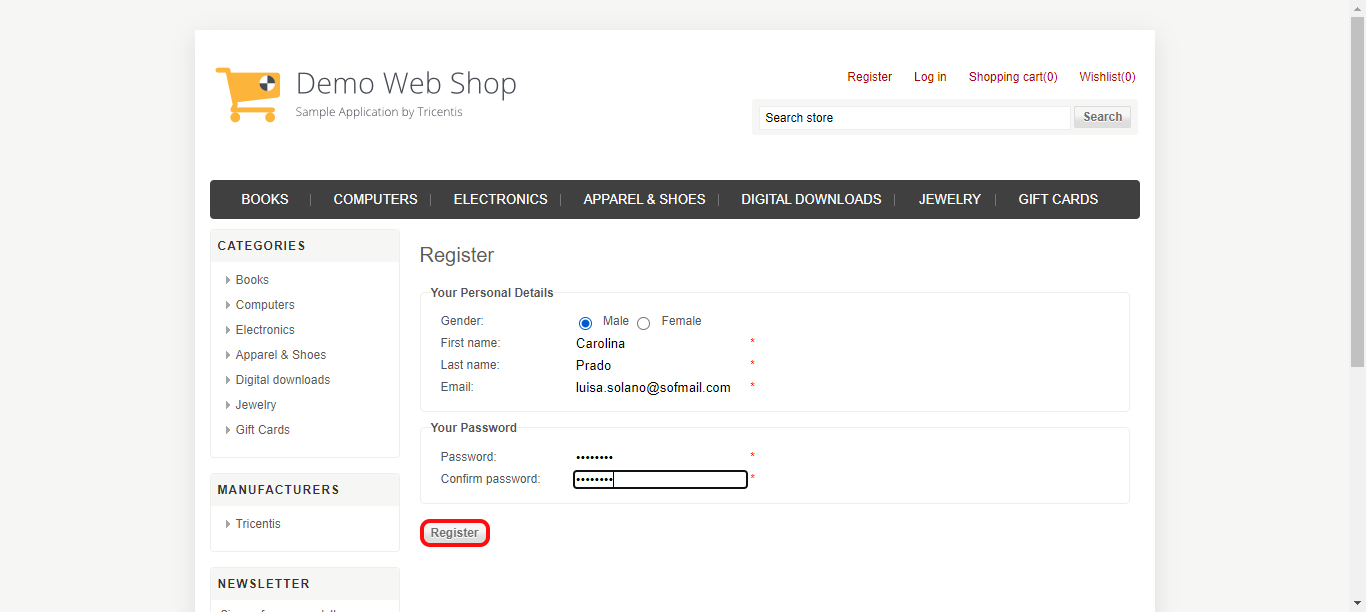 Demo Web Shop
Sample Application by Tricentis
Register Log in Shopping cart(0) Wishlist(0)
Search store Search
BOOKS COMPUTERS ELECTRONICS APPAREL & SHOES DIGITAL DOWNLOADS JEWELRY GIFT CARDS
CATEGORIES
Books
Computers
Electronics
Apparel & Shoes
Digital downloads
Jewelry
Gift Cards
MANUFACTURERS
Tricentis
NEWSLETTER
Register
Your Personal Details
Gender: Male Female
First name: Carolina *
Last name: Prado *
Email: luisa.solano@sofmail.com *
Your Password
Password: •••••••• *
Confirm password: •••••••• *
Register